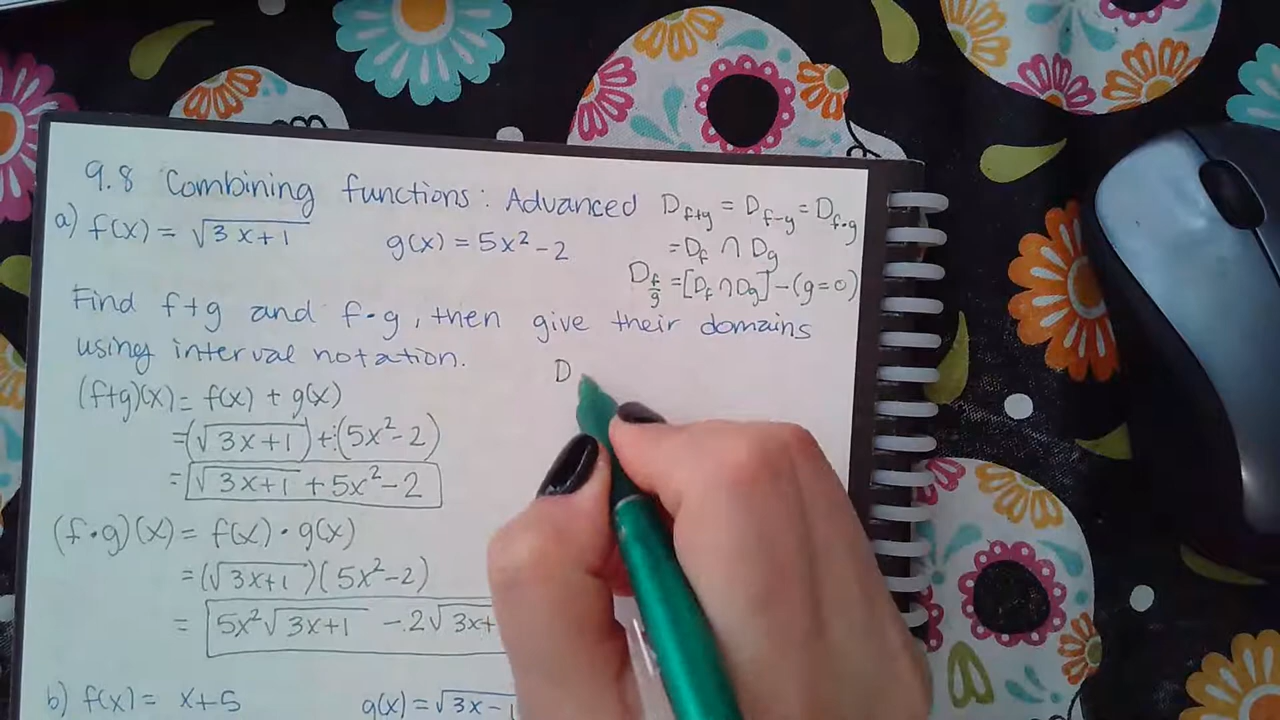 9.8 Combining functions: Advanced
D_{f+g} = D_{f-g} = D_{f•g}
= D_f ∩ D_g
D_{f/g} = [D_f ∩ D_g] - (g=0)
a) f(x) = √(3x+1)    g(x) = 5x² - 2
Find f+g and f•g, then give their domains
using interval notation.
(f+g)(x) = f(x) + g(x)
= (√(3x+1)) + (5x² - 2)
= √(3x+1) + 5x² - 2
D
(f•g)(x) = f(x) • g(x)
= (√(3x+1))(5x² - 2)
= 5x²√(3x+1) - 2√(3x+
b) f(x) = x+5    g(x) = √(3x-1